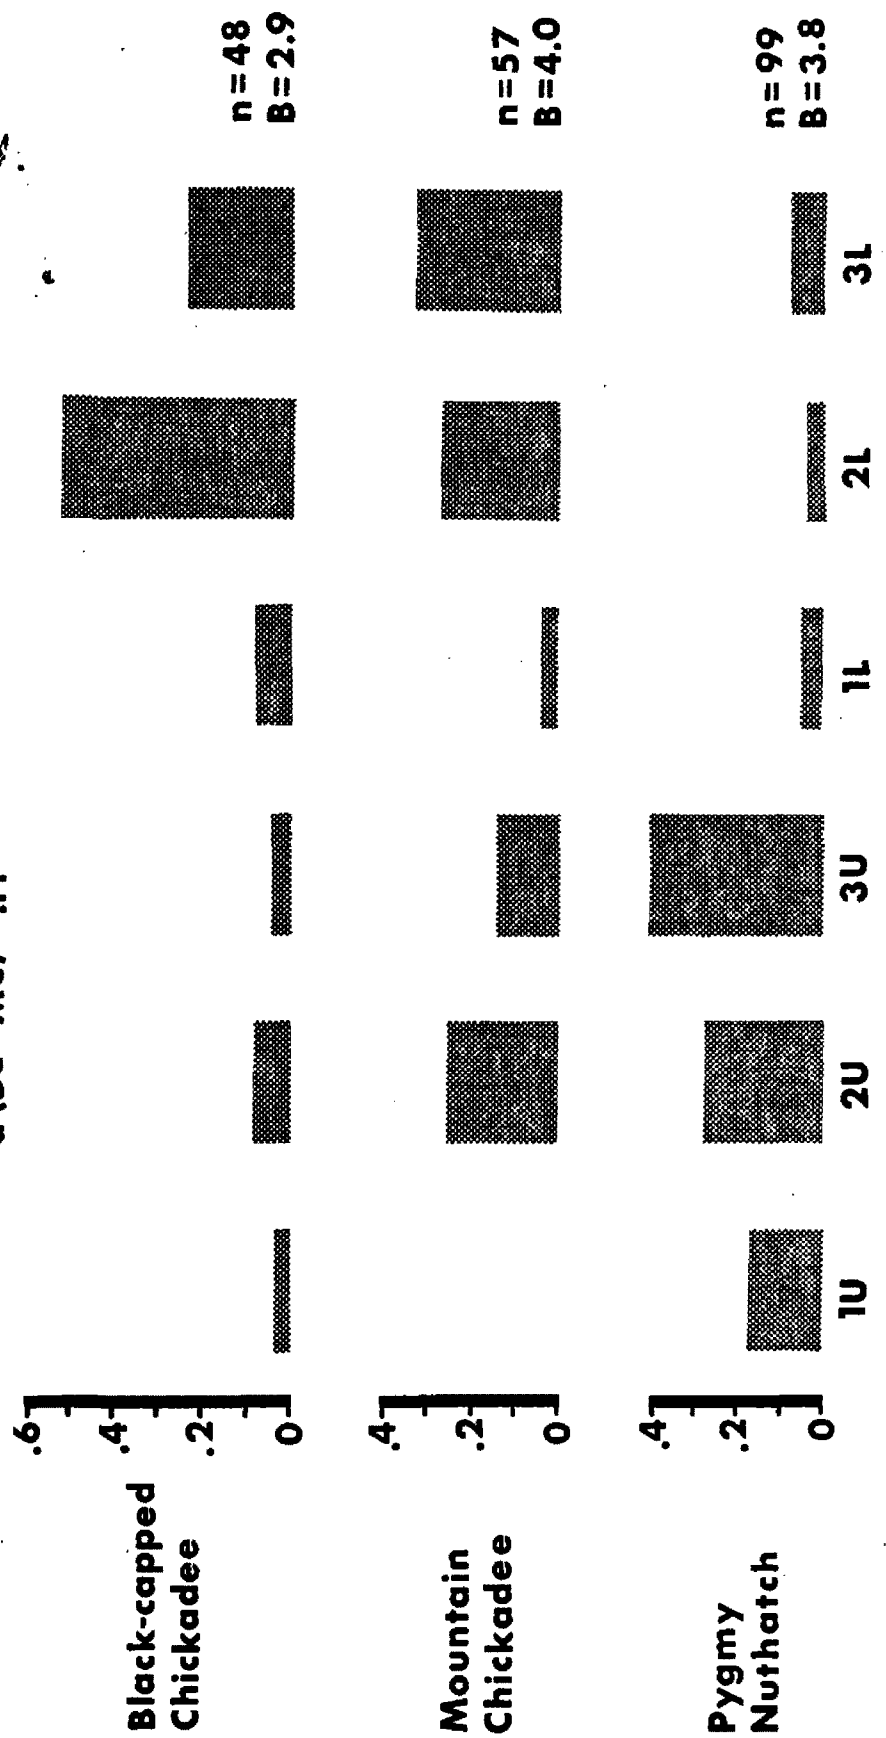 Black-capped
Chickadee
.6
.4
.2
0
n=48
B=2.9
Mountain
Chickadee
.4
.2
0
n=57
B=4.0
Pygmy
Nuthatch
.4
.2
0
n=99
B=3.8
1U 2U 3U 1L 2L 3L